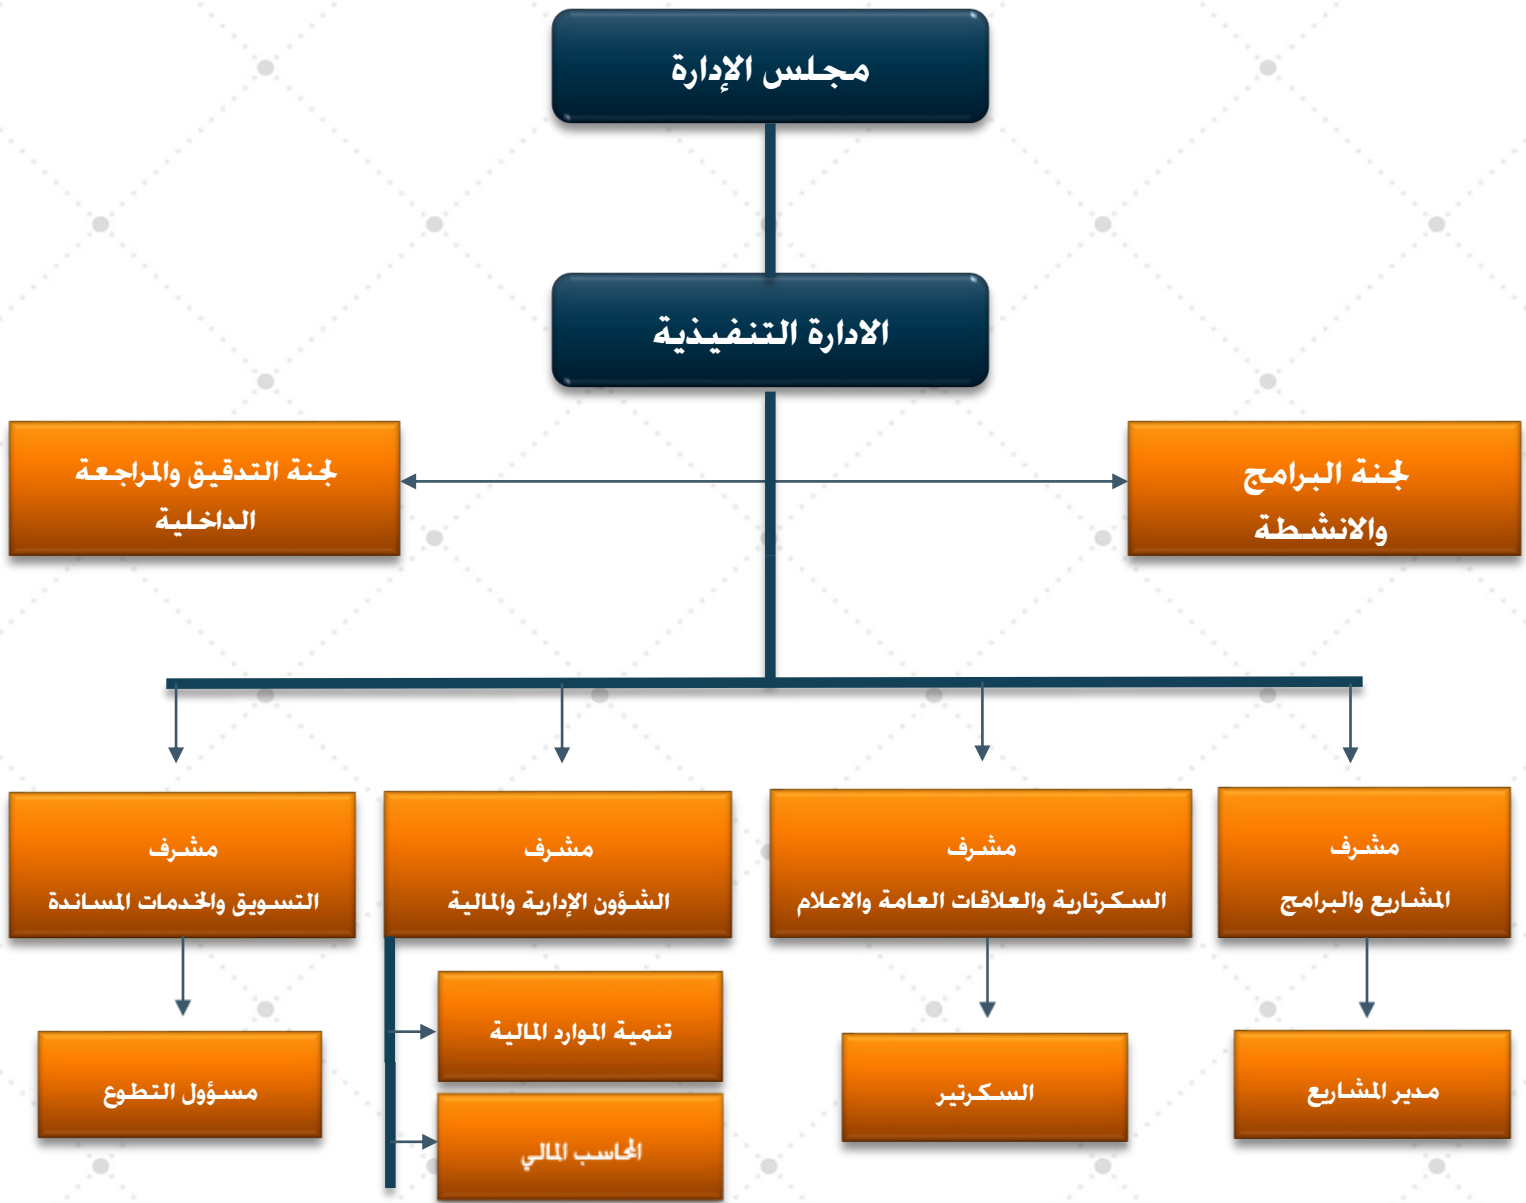 مجلس الإدارة
الادارة التنفيذية
لجنة البرامج
والانشطة
لجنة التدقيق والمراجعة
الداخلية
مشرف
المشاريع والبرامج
مشرف
السكرتارية والعلاقات العامة والاعلام
مشرف
الشؤون الإدارية والمالية
مشرف
التسويق والخدمات المساندة
مدير المشاريع
السكرتير
تنمية الموارد المالية
المحاسب المالي
مسؤول التطوع